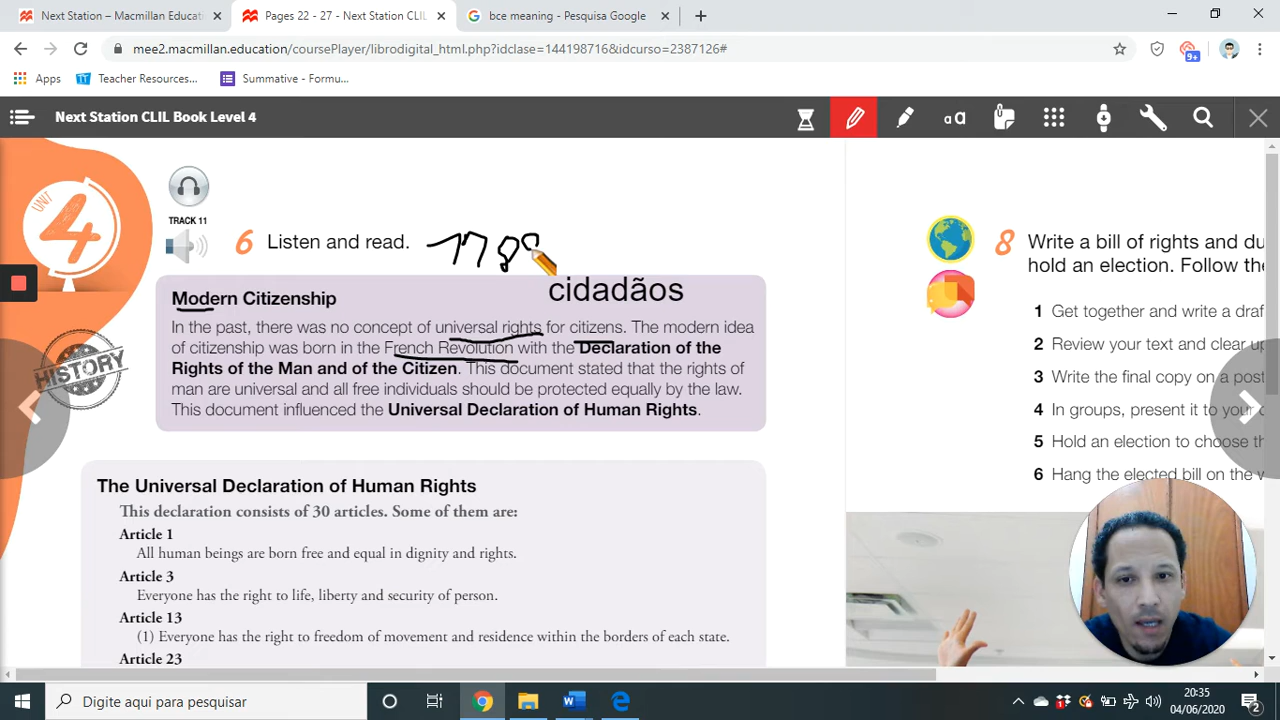 Next Station – Macmillan Educati
Pages 22 - 27 - Next Station CLIL
bce meaning - Pesquisa Google
mee2.macmillan.education/coursePlayer/librodigital_html.php?idclase=144198716&idcurso=2387126#
9+
Apps
Teacher Resources...
Summative - Formu...
Next Station CLIL Book Level 4
aa
UNIT
4
TRACK 11
6 Listen and read.
cidadãos
Modern Citizenship
In the past, there was no concept of universal rights for citizens. The modern idea
of citizenship was born in the French Revolution with the Declaration of the
Rights of the Man and of the Citizen. This document stated that the rights of
man are universal and all free individuals should be protected equally by the law.
This document influenced the Universal Declaration of Human Rights.
HISTORY
The Universal Declaration of Human Rights
This declaration consists of 30 articles. Some of them are:
Article 1
All human beings are born free and equal in dignity and rights.
Article 3
Everyone has the right to life, liberty and security of person.
Article 13
(1) Everyone has the right to freedom of movement and residence within the borders of each state.
Article 23
8 Write a bill of rights and du
hold an election. Follow the
1 Get together and write a draf
2 Review your text and clear u
3 Write the final copy on a post
4 In groups, present it to your
5 Hold an election to choose th
6 Hang the elected bill on the w
Digite aqui para pesquisar
20:35
04/06/2020
2